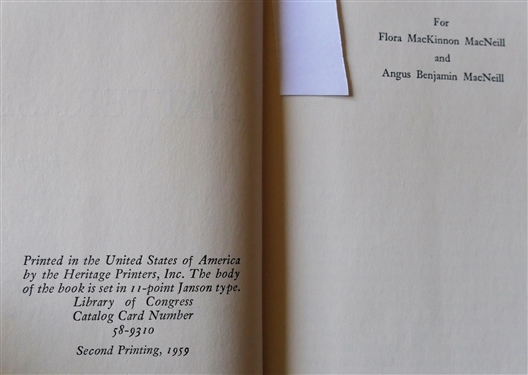 Printed in the United States of America
by the Heritage Printers, Inc. The body
of the book is set in 11-point Janson type.
Library of Congress
Catalog Card Number
58-9310
Second Printing, 1959
For
Flora MacKinnon MacNeill
and
Angus Benjamin MacNeill